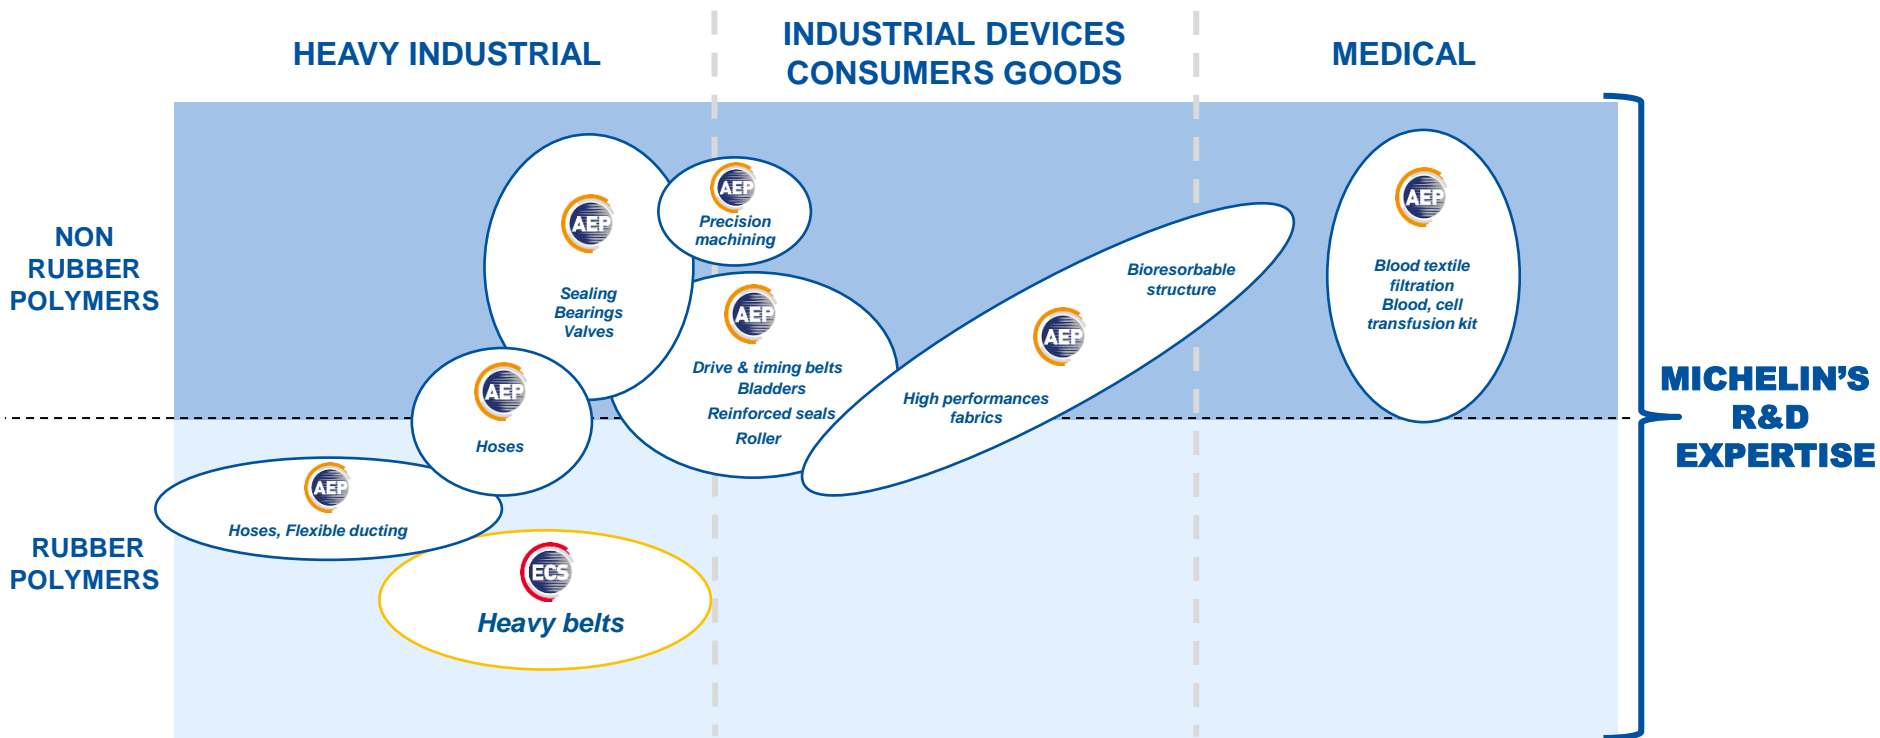 HEAVY INDUSTRIAL
INDUSTRIAL DEVICES
CONSUMERS GOODS
MEDICAL
NON
RUBBER
POLYMERS
RUBBER
POLYMERS
AEP
Sealing
Bearings
Valves
AEP
Precision
machining
AEP
Drive & timing belts
Bladders
Reinforced seals
Roller
AEP
Bioresorbable
structure
High performances
fabrics
AEP
Blood textile
filtration
Blood, cell
transfusion kit
AEP
Hoses
AEP
Hoses, Flexible ducting
ECS
Heavy belts
MICHELIN'S
R&D
EXPERTISE